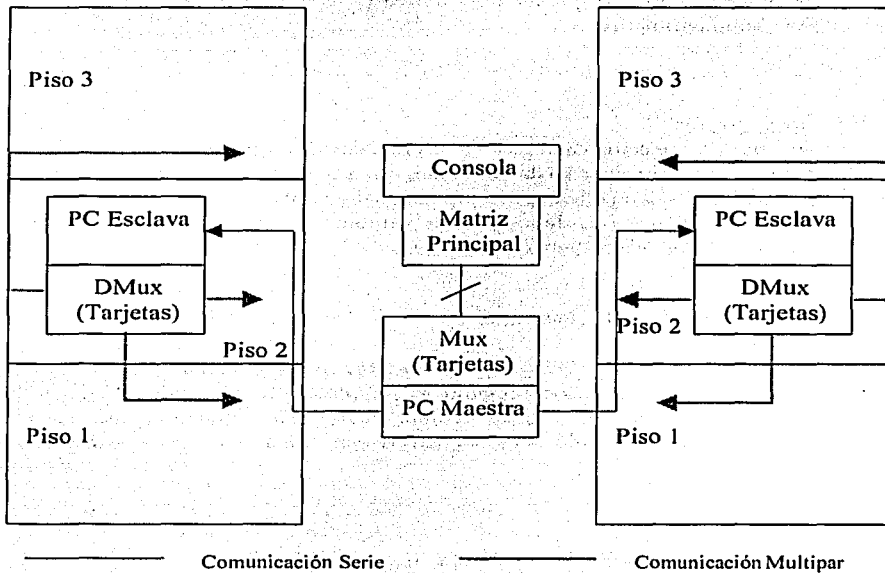 Piso 3
PC Esclava
DMux
(Tarjetas)
Piso 2
Piso 1
Consola
Matriz
Principal
Mux
(Tarjetas)
PC Maestra
Piso 3
PC Esclava
DMux
(Tarjetas)
Piso 2
Piso 1
Comunicación Serie
Comunicación Multipar